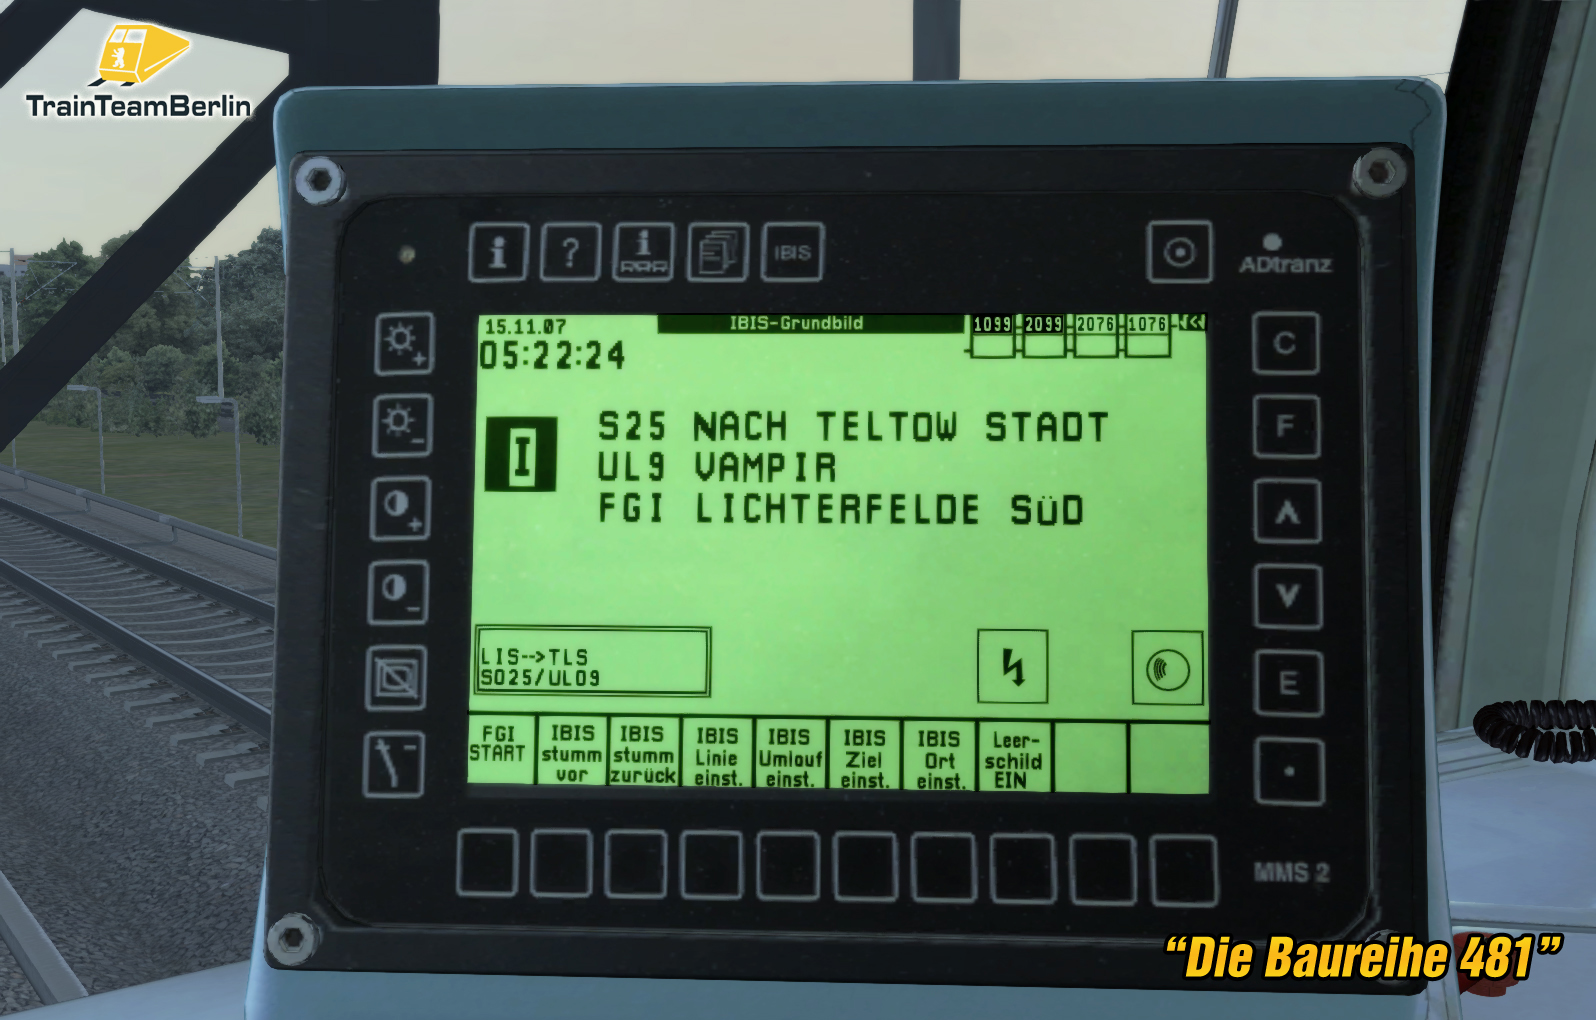 TrainTeamBerlin
i ? i IBIS
ADtranz
15.11.07 IBIS-Grundbild 1099 2099 2076 1076
05:22:24
S25 NACH TELTOW STADT
UL9 VAMPIR
FGI LICHTERFELDE SÜD
I
LIS-->TLS
S025/UL09
FGI START
IBIS stumm vor
IBIS stumm zurück
IBIS Linie einst.
IBIS Umlauf einst.
IBIS Ziel einst.
IBIS Ort einst.
Leer-schild EIN
C
F
E
MMS 2
“Die Baureihe 481”